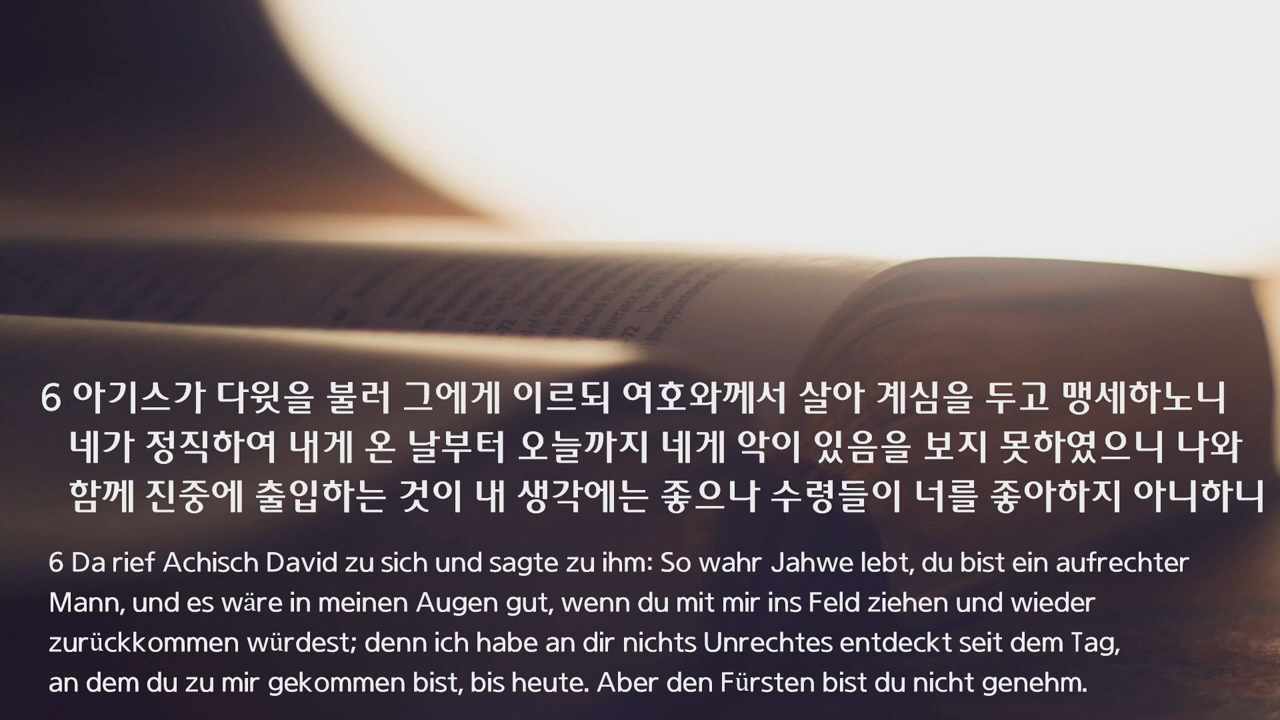 6 아기스가 다윗을 불러 그에게 이르되 여호와께서 살아 계심을 두고 맹세하노니
네가 정직하여 내게 온 날부터 오늘까지 네게 악이 있음을 보지 못하였으니 나와
함께 진중에 출입하는 것이 내 생각에는 좋으나 수령들이 너를 좋아하지 아니하니
6 Da rief Achisch David zu sich und sagte zu ihm: So wahr Jahwe lebt, du bist ein aufrechter
Mann, und es wäre in meinen Augen gut, wenn du mit mir ins Feld ziehen und wieder
zurückkommen würdest; denn ich habe an dir nichts Unrechtes entdeckt seit dem Tag,
an dem du zu mir gekommen bist, bis heute. Aber den Fürsten bist du nicht genehm.